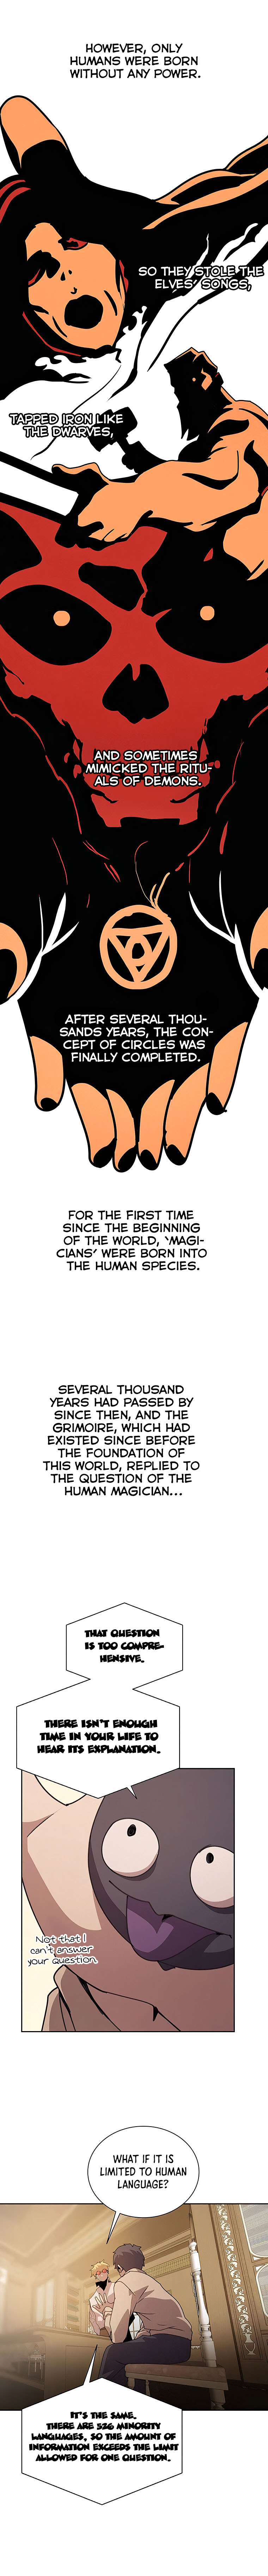 HOWEVER, ONLY
HUMANS WERE BORN
WITHOUT ANY POWER.
SO THEY STOLE THE
ELVES' SONGS,
TAPPED IRON LIKE
THE DWARVES,
AND SOMETIMES
MIMICKED THE RITU-
ALS OF DEMONS.
AFTER SEVERAL THOU-
SANDS YEARS, THE CON-
CEPT OF CIRCLES WAS
FINALLY COMPLETED.
FOR THE FIRST TIME
SINCE THE BEGINNING
OF THE WORLD, 'MAGI-
CIANS' WERE BORN INTO
THE HUMAN SPECIES.
SEVERAL THOUSAND
YEARS HAD PASSED BY
SINCE THEN, AND THE
GRIMOIRE, WHICH HAD
EXISTED SINCE BEFORE
THE FOUNDATION OF
THIS WORLD, REPLIED TO
THE QUESTION OF THE
HUMAN MAGICIAN...
THAT QUESTION
IS TOO COMPRE-
HENSIVE.
THERE ISN'T ENOUGH
TIME IN YOUR LIFE TO
HEAR ITS EXPLANATION.
Not that I
can't answer
your question.
WHAT IF IT IS
LIMITED TO HUMAN
LANGUAGE?
IT'S THE SAME.
THERE ARE 526 MINORITY
LANGUAGES, SO THE AMOUNT OF
INFORMATION EXCEEDS THE LIMIT
ALLOWED FOR ONE QUESTION.